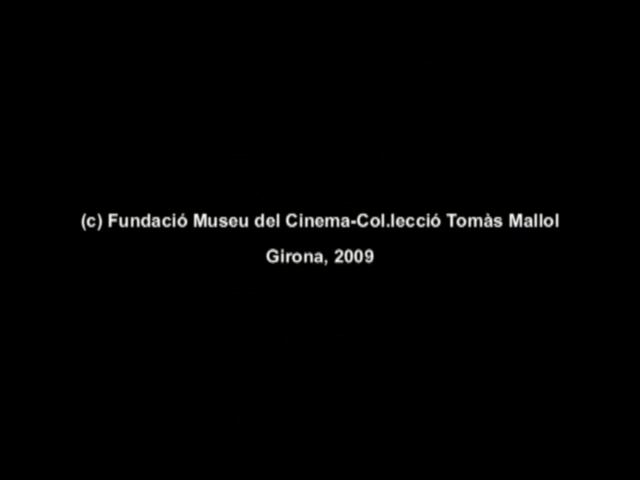 (c) Fundació Museu del Cinema-Col.lecció Tomàs Mallol
Girona, 2009